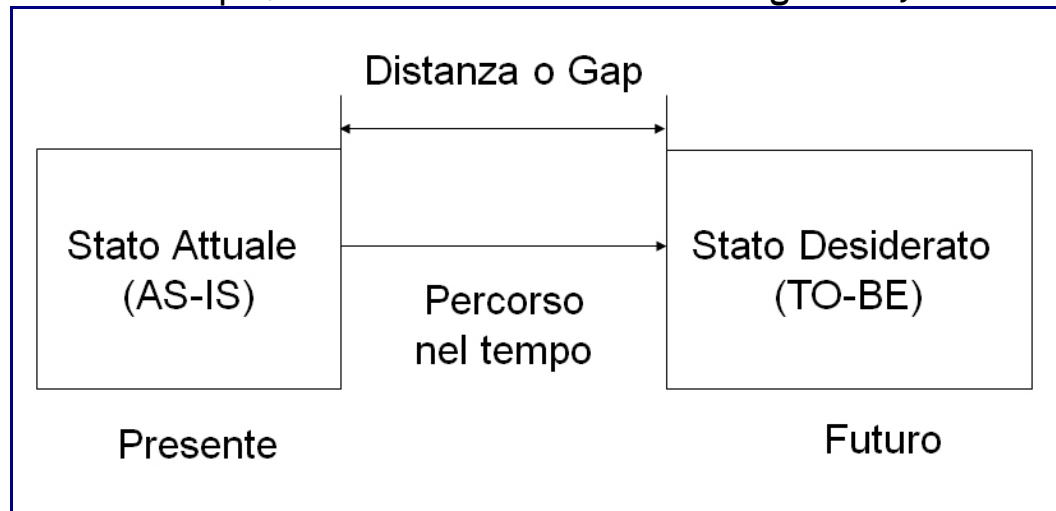 Distanza o Gap
Stato Attuale
(AS-IS)
Percorso
nel tempo
Stato Desiderato
(TO-BE)
Presente
Futuro